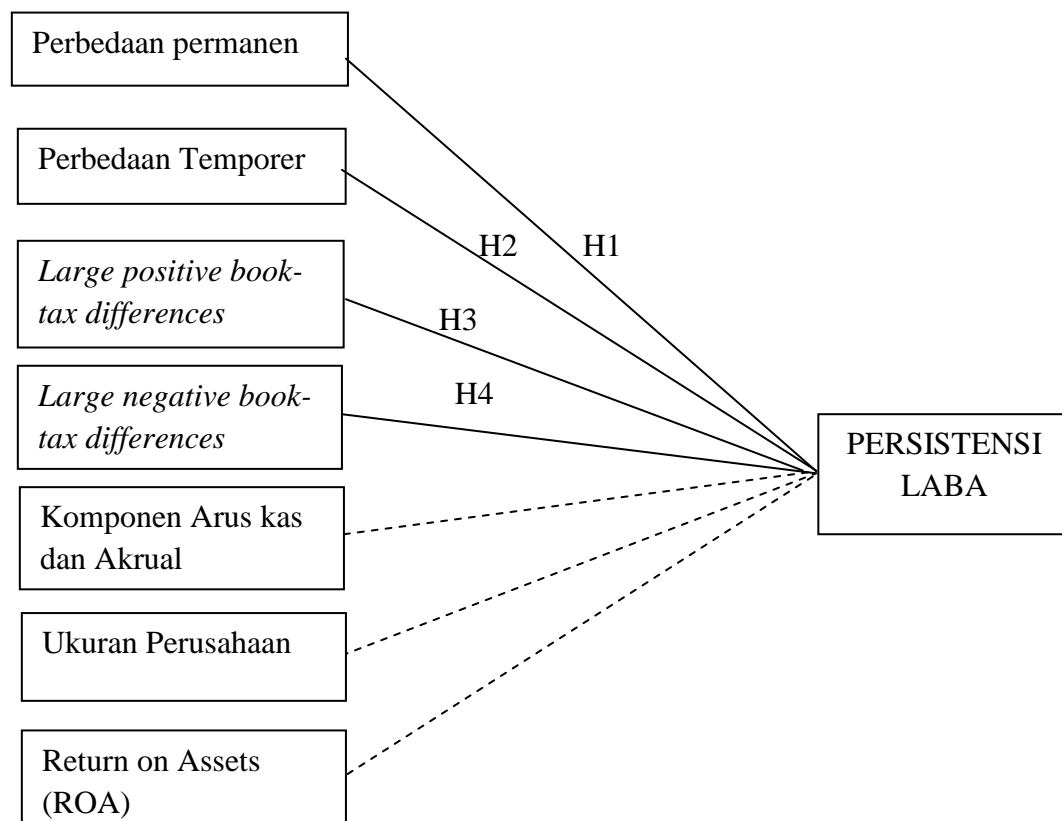 Perbedaan permanen
Perbedaan Temporer
H2
H1
Large positive book-
tax differences
H3
Large negative book-
tax differences
H4
PERSISTENSI
LABA
Komponen Arus kas
dan Akrual
Ukuran Perusahaan
Return on Assets
(ROA)